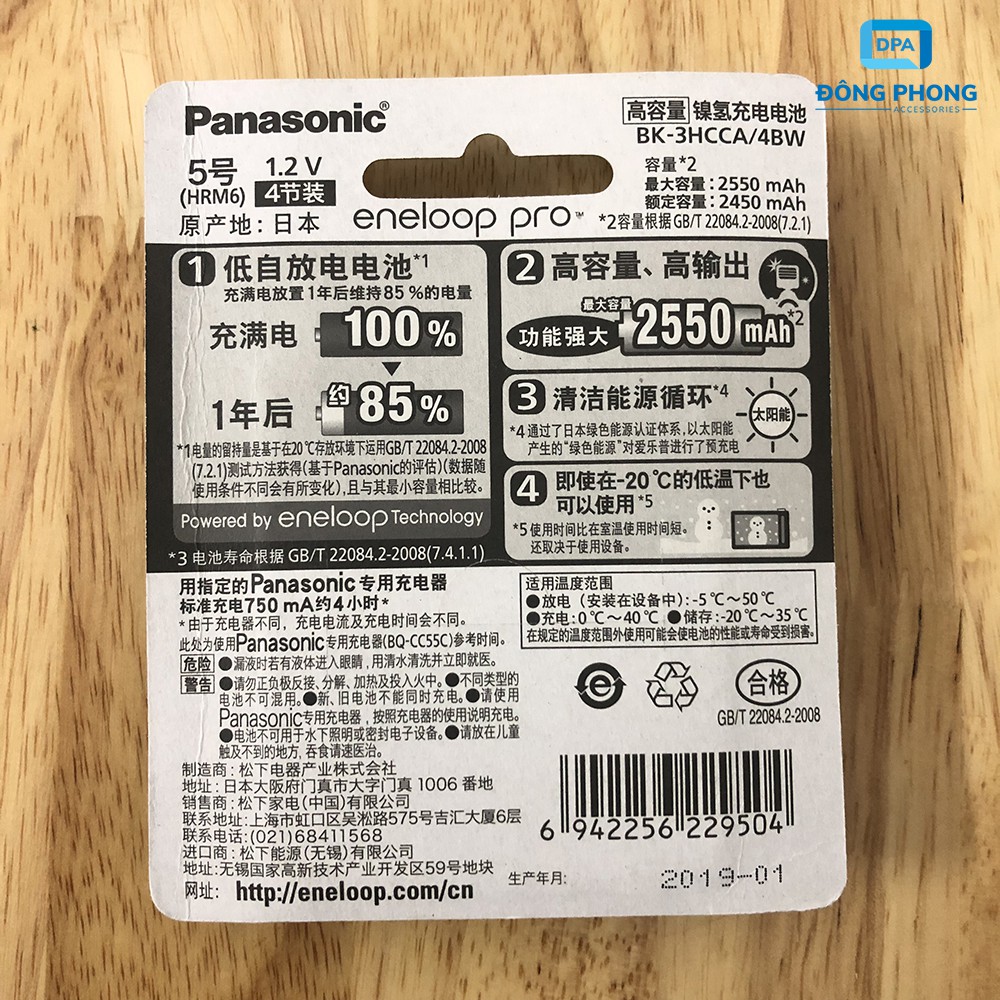 DPA
ĐÔNG PHONG
ACCESSORIES
Panasonic®
高容量 镍氢充电电池
BK-3HCCA/4BW
5号 1.2 V
(HRM6) 4节装
原产地: 日本
eneloop pro™
容量*2
最大容量: 2550 mAh
额定容量: 2450 mAh
*2容量根据GB/T 22084.2-2008(7.2.1)
1 低自放电电池*1
充满电放置1年后维持85 %的电量
充满电 100%
1年后 约85%
*1电量的留持量是基于在20 ℃存放环境下运用GB/T 22084.2-2008
(7.2.1)测试方法获得(基于Panasonic的评估)(数据随
使用条件不同会有所变化),且与其最小容量相比较。
Powered by eneloop Technology
2 高容量、高输出
最大容量
功能强大 2550 mAh*2
3 清洁能源循环*4
太阳能
*4 通过了日本绿色能源认证体系,以太阳能
产生的“绿色能源”对爱乐普进行了预充电
4 即使在-20 ℃的低温下也
可以使用*5
*5 使用时间比在室温使用时间短。
还取决于使用设备。
*3 电池寿命根据 GB/T 22084.2-2008(7.4.1.1)
用指定的Panasonic专用充电器
标准充电750 mA约4小时*
*由于充电器不同,充电电流及充电时间会不同。
此处为使用Panasonic专用充电器(BQ-CC55C)参考时间。
危险 ●漏液时若有液体进入眼睛,用清水清洗并立即就医。
警告 ●请勿正负极反接、分解、加热及投入火中。●不同类型的
电池不可混用。●新、旧电池不能同时充电。●请使用
Panasonic专用充电器,按照充电器的使用说明充电。
●电池不可用于水下照明或密封电子设备。●请放在儿童
触及不到的地方,吞食请速医治。
适用温度范围
●放电(安装在设备中): -5 ℃～50 ℃
●充电: 0 ℃～40 ℃ ●储存: -20 ℃～35 ℃
在规定的温度范围外使用可能会使电池的性能或寿命受到损害。
合格
GB/T 22084.2-2008
制造商: 松下电器产业株式会社
地址: 日本大阪府门真市大字门真 1006 番地
销售商: 松下家电(中国)有限公司
联系地址: 上海市虹口区吴淞路575号吉汇大厦6层
联系电话: (021)68411568
进口商: 松下能源(无锡)有限公司
地址:无锡国家高新技术产业开发区59号地块
网址: http://eneloop.com/cn
6 942256 229504
生产年月: 2019-01